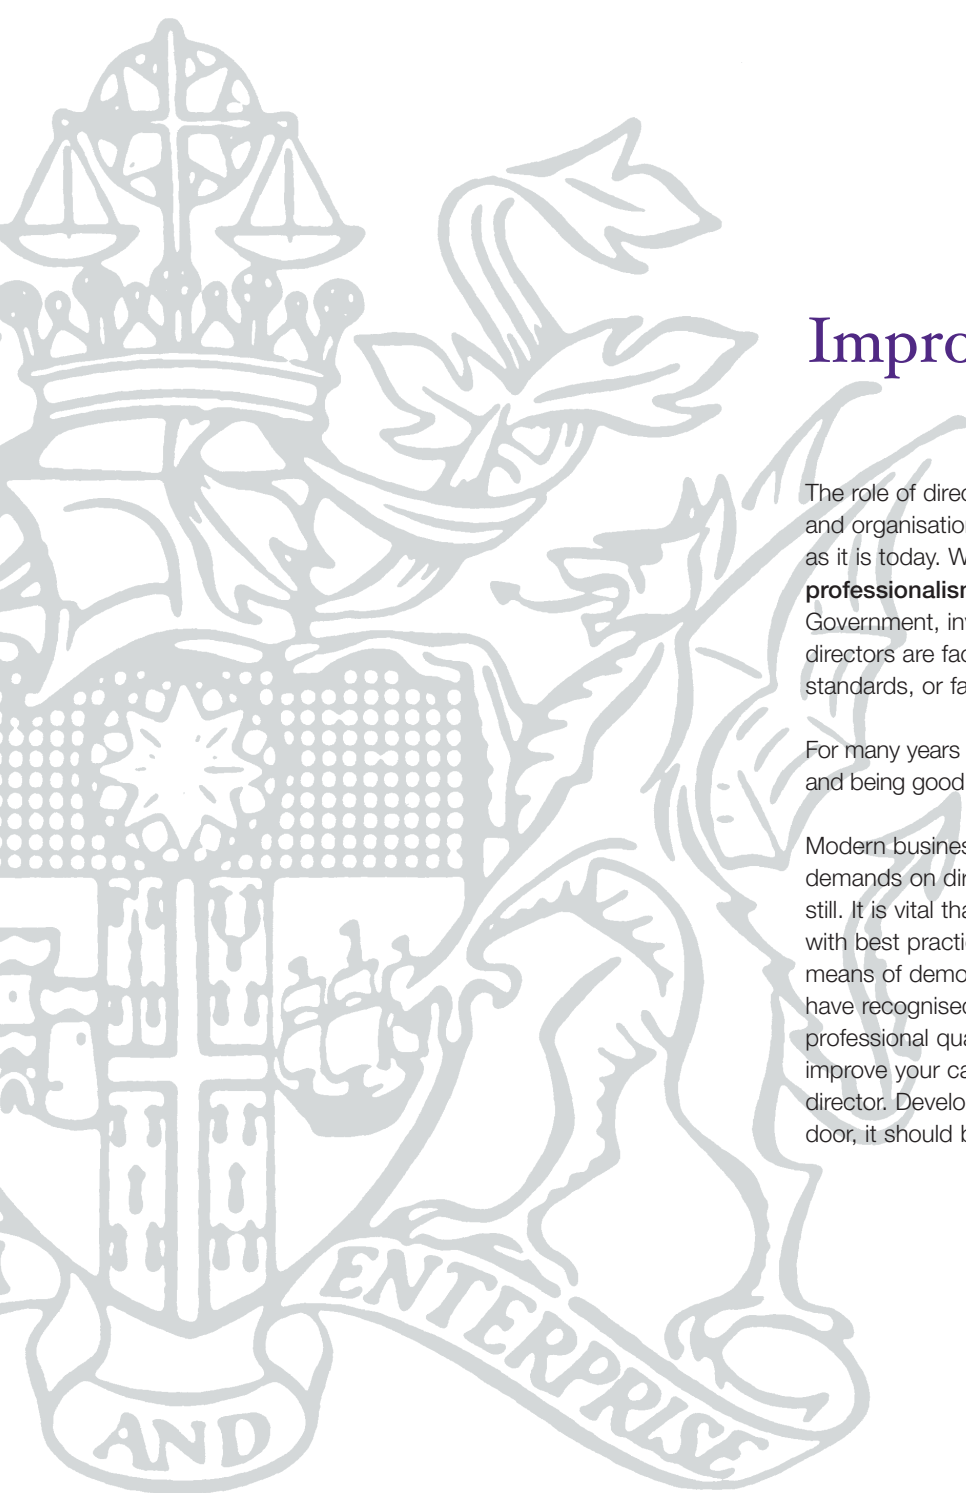 Impro
The role of direc
and organisation
as it is today. W
professionalism
Government, inv
directors are fac
standards, or fa
For many years
and being good
Modern busines
demands on dir
still. It is vital tha
with best practi
means of demo
have recognised
professional qua
improve your ca
director. Develo
door, it should b
ENTERPRISE
AND